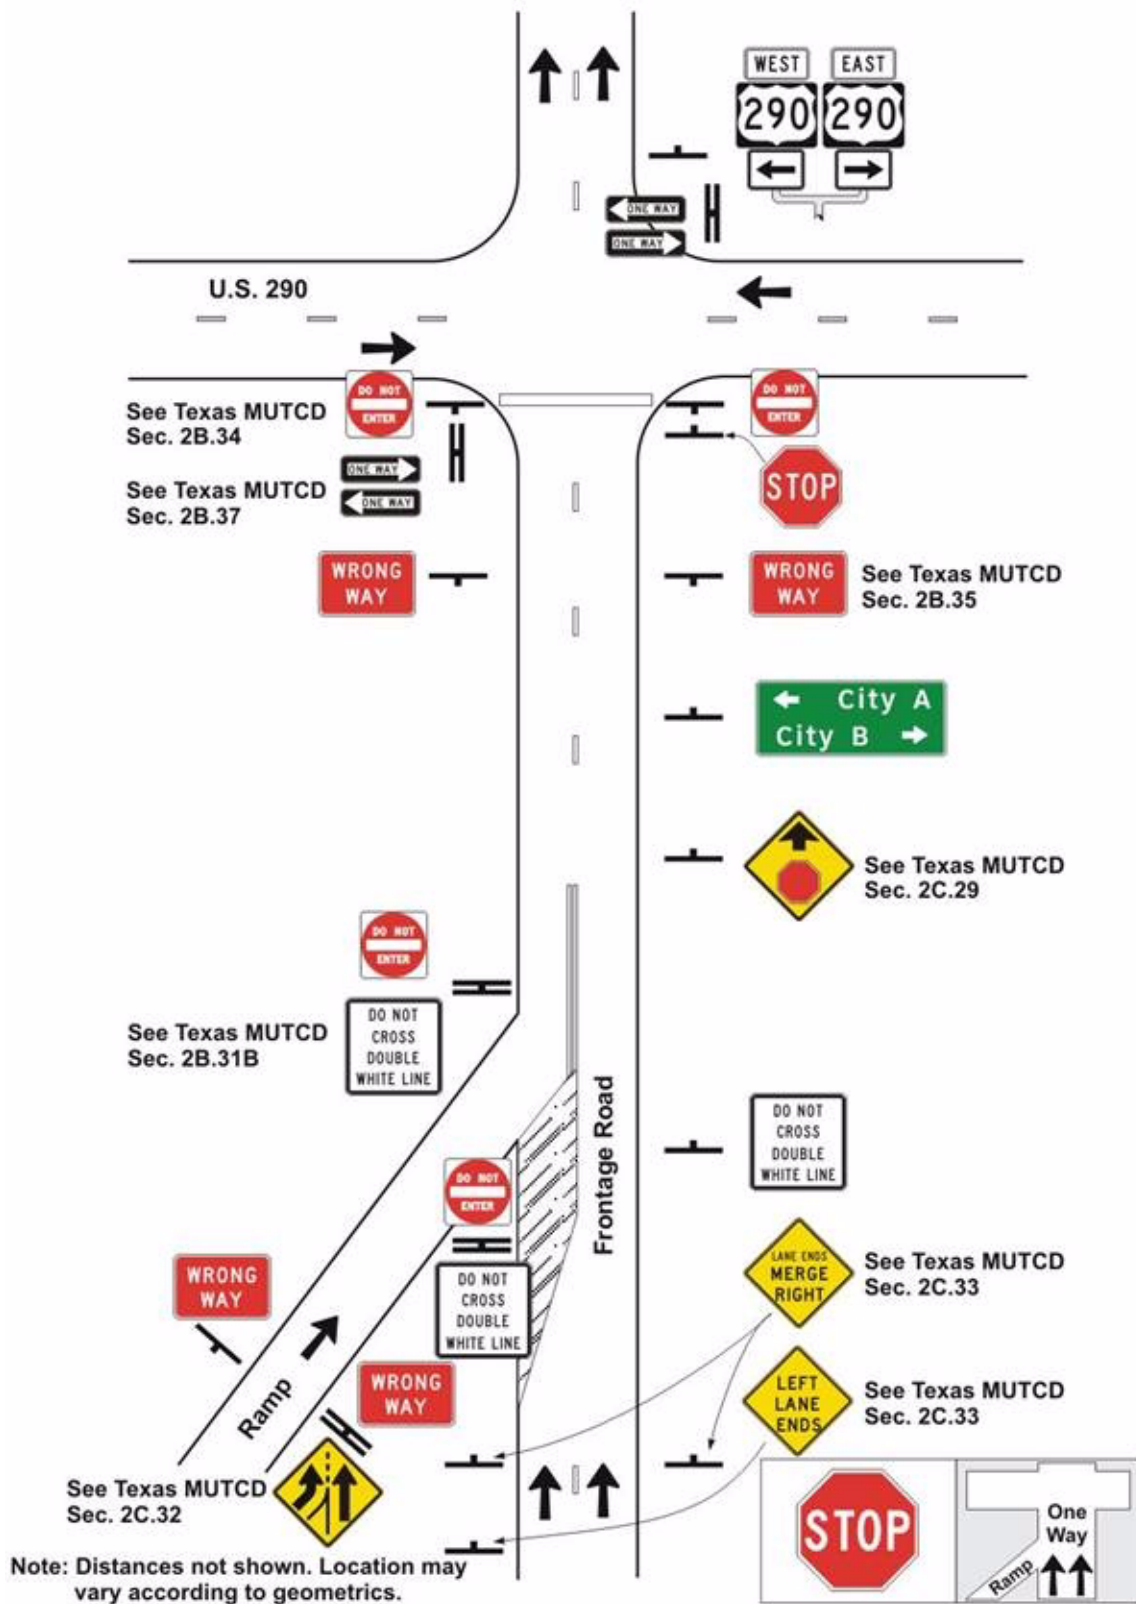 WEST
EAST
290
290
ONE WAY
ONE WAY
U.S. 290
DO NOT
ENTER
See Texas MUTCD
Sec. 2B.34
DO NOT
ENTER
STOP
ONE WAY
ONE WAY
See Texas MUTCD
Sec. 2B.37
WRONG
WAY
WRONG
WAY
See Texas MUTCD
Sec. 2B.35
City A
City B
See Texas MUTCD
Sec. 2C.29
DO NOT
ENTER
DO NOT
CROSS
DOUBLE
WHITE LINE
See Texas MUTCD
Sec. 2B.31B
Frontage Road
DO NOT
CROSS
DOUBLE
WHITE LINE
DO NOT
ENTER
DO NOT
CROSS
DOUBLE
WHITE LINE
WRONG
WAY
LANE ENDS
MERGE
RIGHT
See Texas MUTCD
Sec. 2C.33
Ramp
WRONG
WAY
LEFT
LANE
ENDS
See Texas MUTCD
Sec. 2C.33
See Texas MUTCD
Sec. 2C.32
STOP
One
Way
Ramp
Note: Distances not shown. Location may
vary according to geometrics.